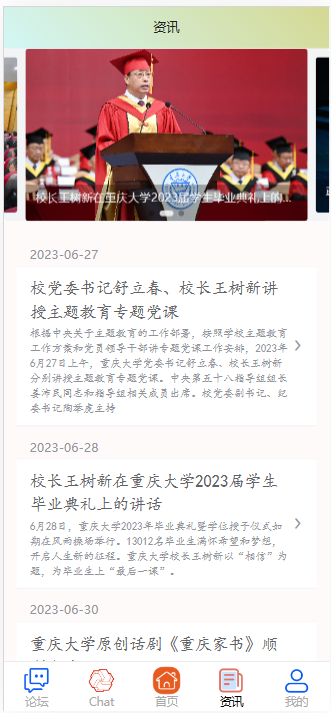 资讯
校长王树新在重庆大学2023届学生毕业典礼上的...
2023-06-27
校党委书记舒立春、校长王树新讲
授主题教育专题党课
根据中央关于主题教育的工作部署，按照学校主题教育
工作方案和党员领导干部讲专题党课工作安排，2023年
6月27日上午，重庆大学党委书记舒立春、校长王树新
分别讲授主题教育专题党课。中央第五十八指导组组长
姜沛民同志和指导组相关成员出席。校党委副书记、纪
委书记陶举虎主持
2023-06-28
校长王树新在重庆大学2023届学生
毕业典礼上的讲话
6月28日，重庆大学2023年毕业典礼暨学位授予仪式如
期在风雨操场举行。13012名毕业生满怀希望和梦想，
开启人生新的征程。重庆大学校长王树新以“相信”为
题，为毕业生上“最后一课”。
2023-06-30
重庆大学原创话剧《重庆家书》顺
论坛
Chat
首页
资讯
我的